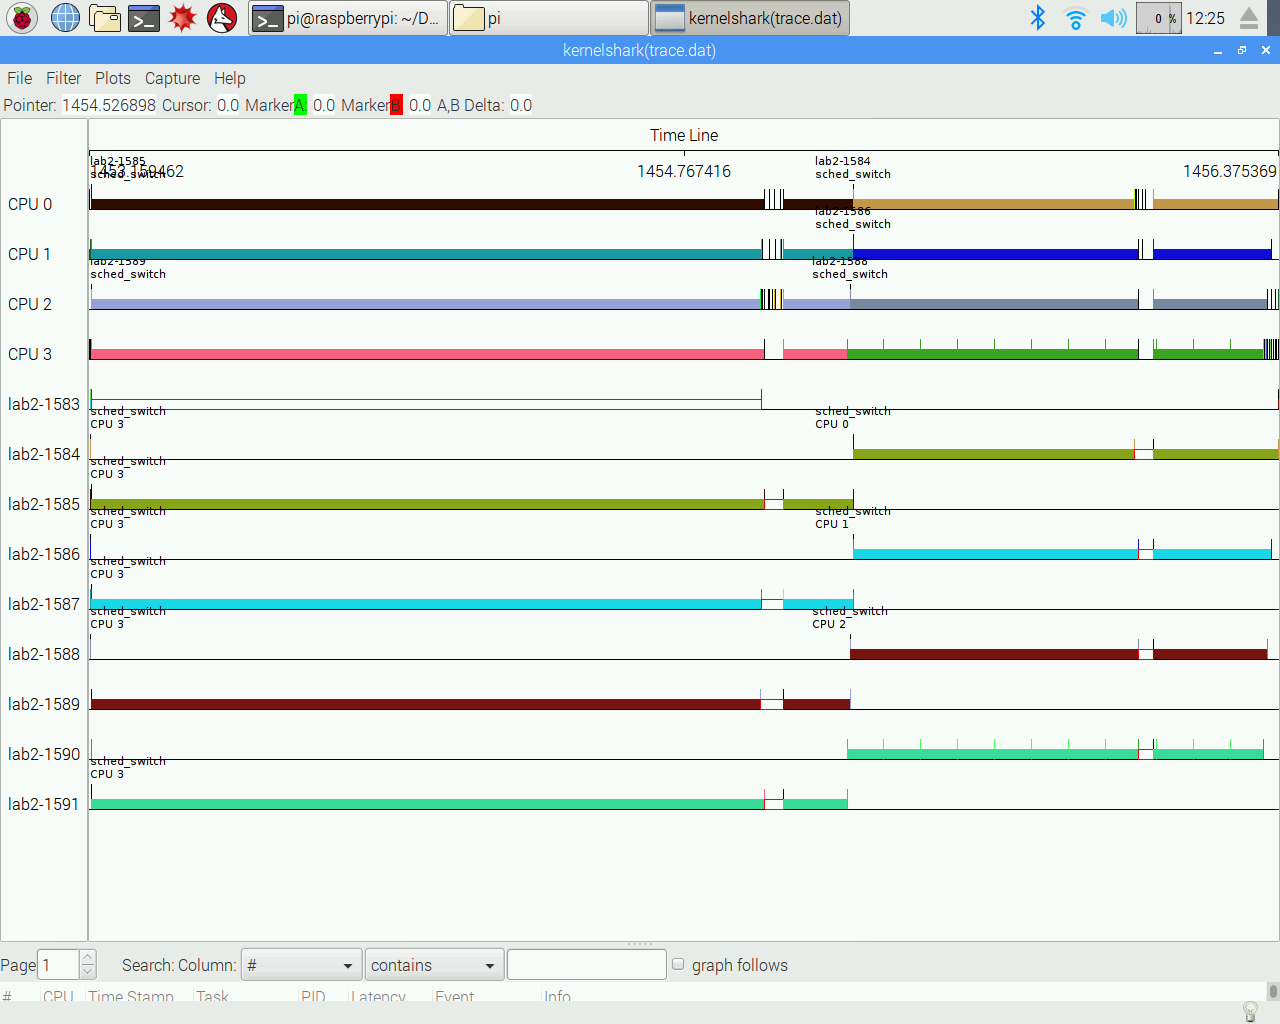 pi@raspberrypi: ~/D...
pi
kernelshark(trace.dat)
0 %
12:25
kernelshark(trace.dat)
File Filter Plots Capture Help
Pointer: 1454.526898 Cursor: 0.0 MarkerA: 0.0 MarkerB: 0.0 A,B Delta: 0.0
Time Line
lab2-1585
sched_switch
lab2-1584
sched_switch
1453.159462 1454.767416 1456.375369
CPU 0
lab2-1586
sched_switch
CPU 1
lab2-1589
sched_switch
lab2-1588
sched_switch
CPU 2
CPU 3
lab2-1583
sched_switch
CPU 3
sched_switch
CPU 0
lab2-1584
sched_switch
CPU 3
lab2-1585
sched_switch
CPU 3
sched_switch
CPU 1
lab2-1586
sched_switch
CPU 3
lab2-1587
sched_switch
CPU 3
sched_switch
CPU 2
lab2-1588
lab2-1589
lab2-1590
sched_switch
CPU 3
lab2-1591
Page 1 Search: Column: # contains graph follows
# CPU Time Stamp Task PID Latency Event Info